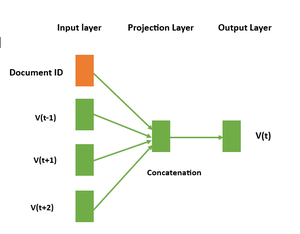 Input layer Projection Layer Output Layer
Document ID
V(t-1)
V(t+1)
V(t)
Concatenation
V(t+2)